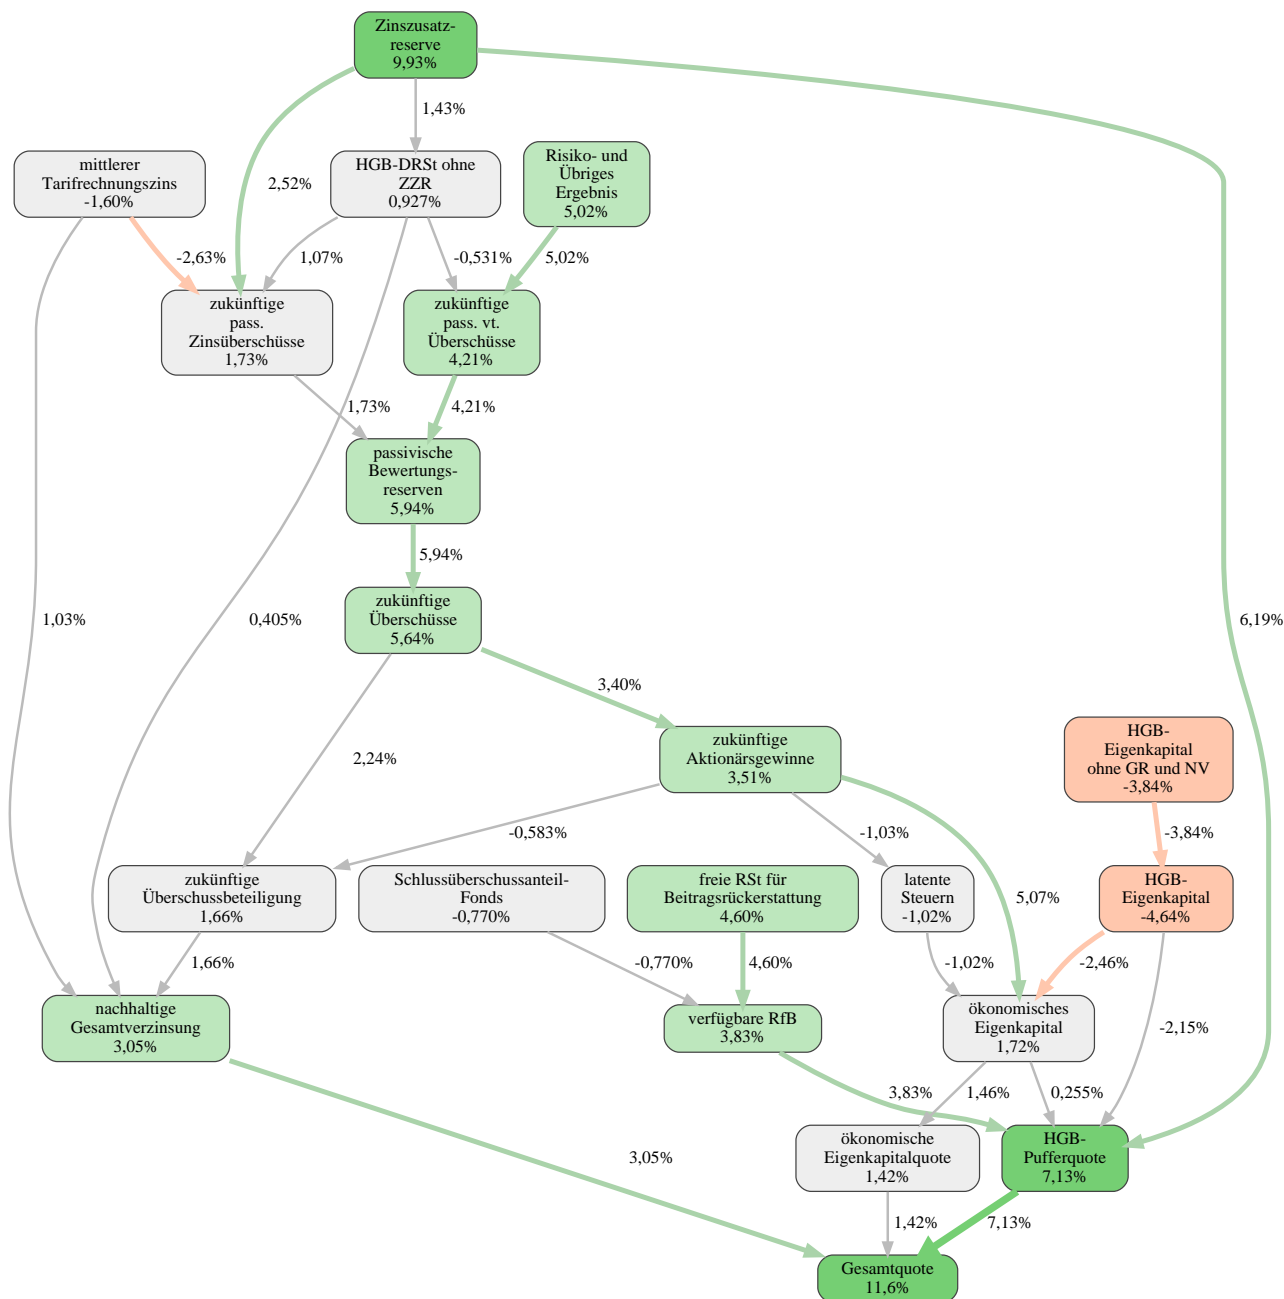 Zinszusatz-
reserve
9,93%
1,43%
mittlerer
Tarifrechnungszins
-1,60%
2,52%
HGB-DRSt ohne
ZZR
0,927%
Risiko- und
Übriges
Ergebnis
5,02%
-2,63%
1,07%
-0,531%
5,02%
zukünftige
pass.
Zinsüberschüsse
1,73%
zukünftige
pass. vt.
Überschüsse
4,21%
1,73%
4,21%
passivische
Bewertungs-
reserven
5,94%
5,94%
zukünftige
Überschüsse
5,64%
1,03%
0,405%
6,19%
3,40%
2,24%
zukünftige
Aktionärsgewinne
3,51%
HGB-
Eigenkapital
ohne GR und NV
-3,84%
-0,583%
-1,03%
-3,84%
zukünftige
Überschussbeteiligung
1,66%
Schlussüberschussanteil-
Fonds
-0,770%
freie RSt für
Beitragsrückerstattung
4,60%
latente
Steuern
-1,02%
5,07%
HGB-
Eigenkapital
-4,64%
1,66%
-0,770%
4,60%
-1,02%
-2,46%
-2,15%
nachhaltige
Gesamtverzinsung
3,05%
verfügbare RfB
3,83%
ökonomisches
Eigenkapital
1,72%
3,83%
1,46%
0,255%
3,05%
ökonomische
Eigenkapitalquote
1,42%
HGB-
Pufferquote
7,13%
1,42%
7,13%
Gesamtquote
11,6%